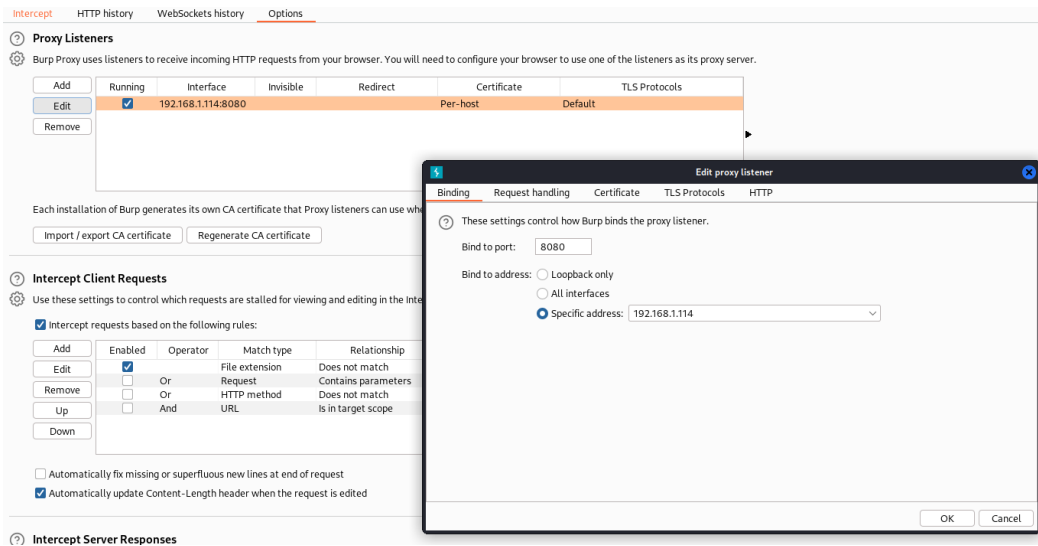 Intercept HTTP history WebSockets history Options
Proxy Listeners
Burp Proxy uses listeners to receive incoming HTTP requests from your browser. You will need to configure your browser to use one of the listeners as its proxy server.
Add
Edit
Remove
Running Interface Invisible Redirect Certificate TLS Protocols
192.168.1.114:8080 Per-host Default
Each installation of Burp generates its own CA certificate that Proxy listeners can use
Import / export CA certificate Regenerate CA certificate
Intercept Client Requests
Use these settings to control which requests are stalled for viewing and editing in the
Intercept requests based on the following rules:
Add
Edit
Remove
Up
Down
Enabled Operator Match type Relationship
File extension Does not match
Or Request Contains parameters
Or HTTP method Does not match
And URL Is in target scope
Automatically fix missing or superfluous new lines at end of request
Automatically update Content-Length header when the request is edited
Intercept Server Responses
Edit proxy listener
Binding Request handling Certificate TLS Protocols HTTP
These settings control how Burp binds the proxy listener.
Bind to port: 8080
Bind to address: Loopback only
All interfaces
Specific address: 192.168.1.114
OK Cancel